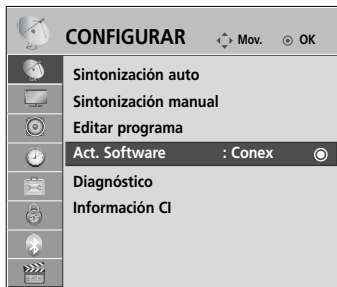 CONFIGURAR Mov. OK
Sintonización auto
Sintonización manual
Editar programa
Act. Software : Conex
Diagnóstico
Información CI